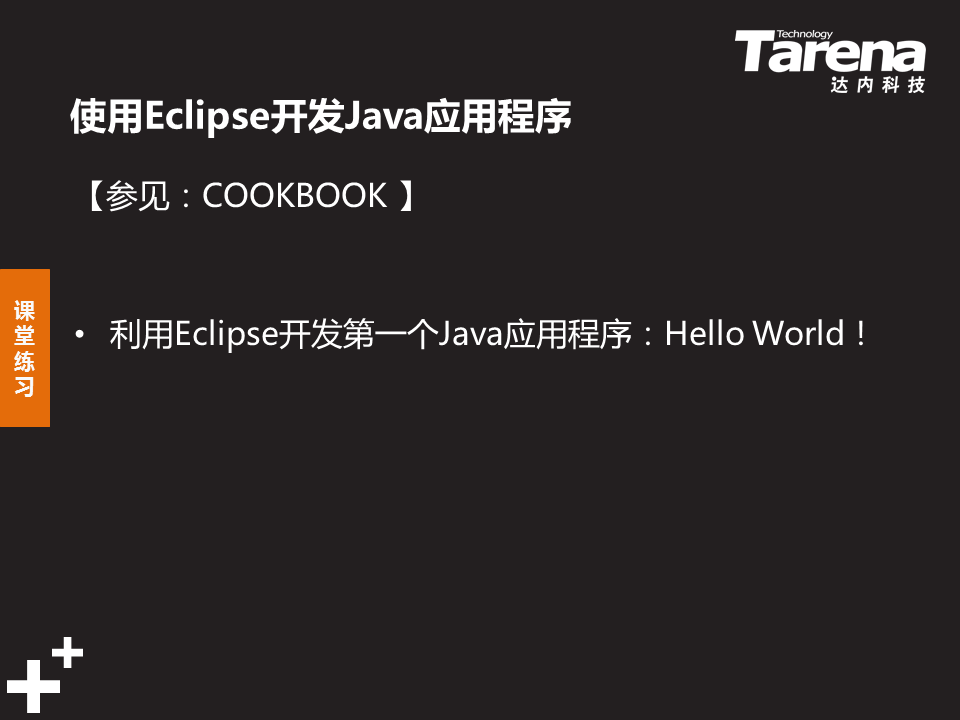 Technology
Tarena
达内科技
使用Eclipse开发Java应用程序
【参见：COOKBOOK 】
课堂练习
• 利用Eclipse开发第一个Java应用程序：Hello World！